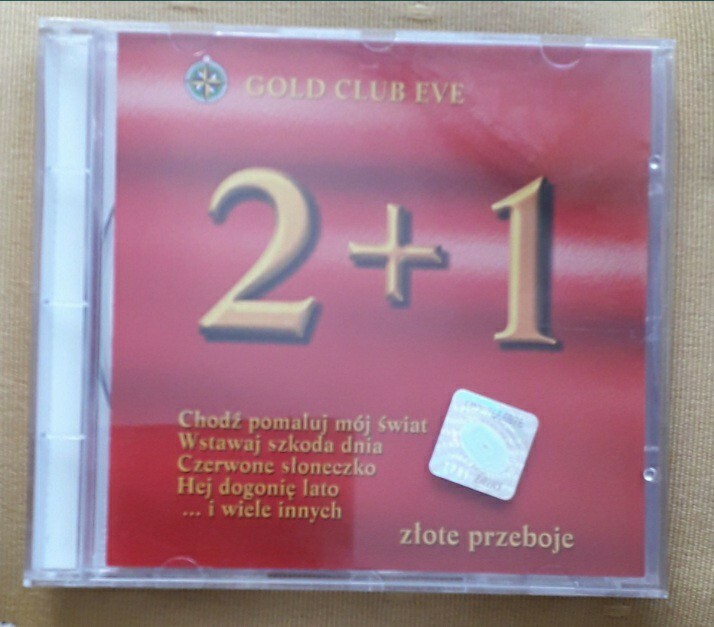 GOLD CLUB EVE
2+1
Chodź pomaluj mój świat
Wstawaj szkoda dnia
Czerwone słoneczko
Hej dogonię lato
... i wiele innych
złote przeboje